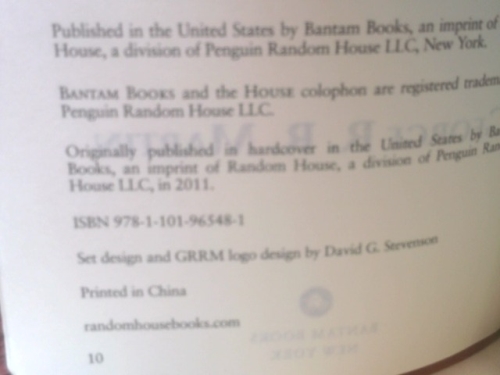 Published in the United States by Bantam Books, an imprint of
House, a division of Penguin Random House LLC, New York.
BANTAM BOOKS and the HOUSE colophon are registered
Penguin Random House LLC.
Originally published in hardcover in the United States by
Books, an imprint of Random House, a division of Penguin
House LLC, in 2011.
ISBN 978-1-101-96548-1
Set design and GRRM logo design by David G. Stevenson
Printed in China
randomhousebooks.com
10